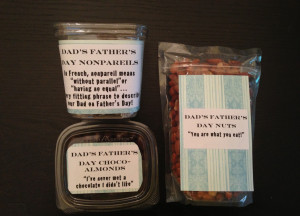 DAD'S FATHER'S
DAY NONPAREILS
In French, nonpareil means
"without parallel" or
"having no equal"...
very fitting phrase to describe
our Dad on Father's Day!
DAD'S FATHER'S
DAY CHOCO-
ALMONDS
"I've never met a
chocolate I didn't like"
DAD'S FATHER'S
DAY NUTS
"You are what you eat!"